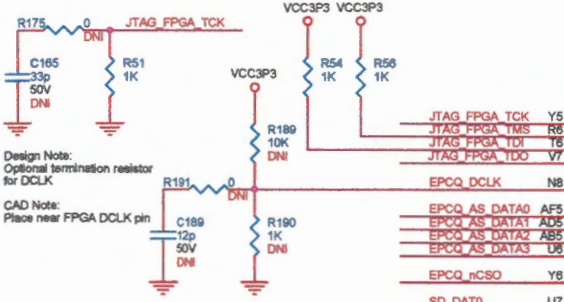 VCC3P3 VCC3P3
R175 0 JTAG_FPGA_TCK
DNI
C165
33p
50V
DNI
R51
1K
R54
1K
R56
1K
VCC3P3
R189
10K
DNI
JTAG_FPGA_TCK Y5
JTAG_FPGA_TMS R6
JTAG_FPGA_TDI T6
JTAG_FPGA_TDO V7
Design Note:
Optional termination resistor
for DCLK
CAD Note:
Place near FPGA DCLK pin
R191 0
DNI
EPCQ_DCLK N8
C189
12p
50V
DNI
R190
1K
DNI
EPCQ_AS_DATA0 AF5
EPCQ_AS_DATA1 AD5
EPCQ_AS_DATA2 AB5
EPCQ_AS_DATA3 U6
EPCQ_nCSO Y6
SD_DAT0 U7